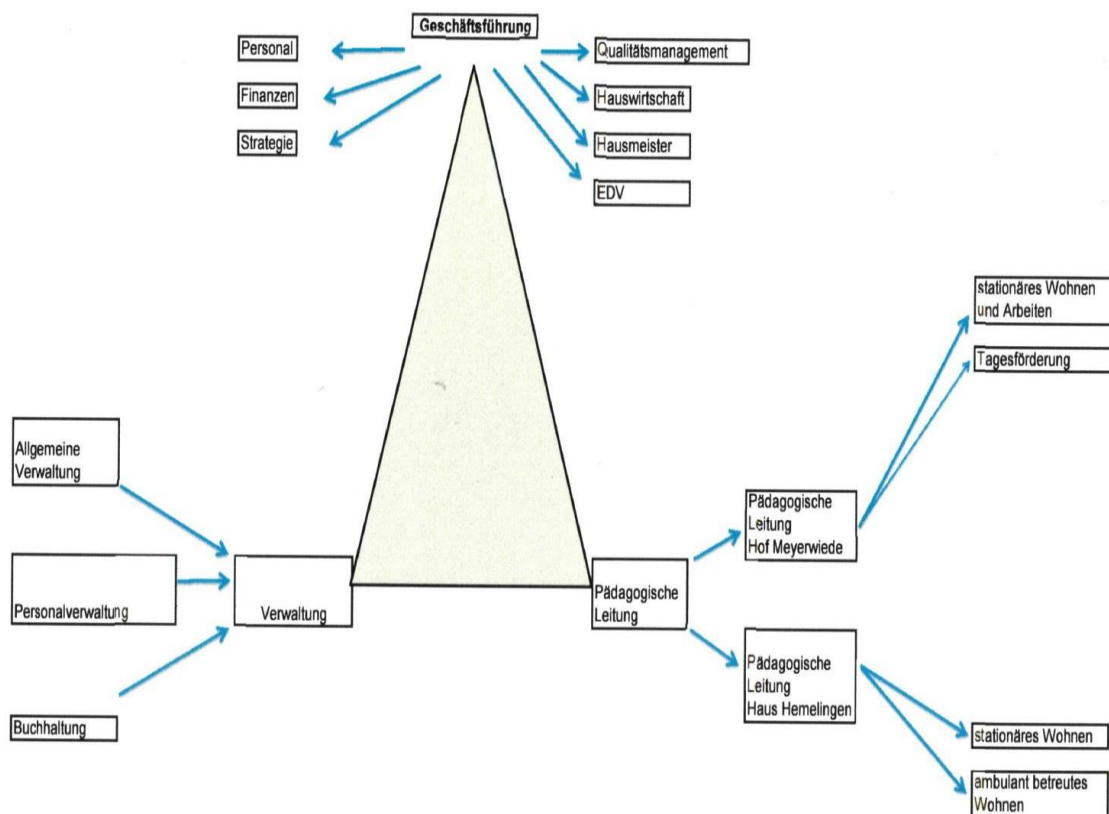 Geschäftsführung
Personal
Finanzen
Strategie
Qualitätsmanagement
Hauswirtschaft
Hausmeister
EDV
stationäres Wohnen
und Arbeiten
Tagesförderung
Allgemeine
Verwaltung
Personalverwaltung
Buchhaltung
Verwaltung
Pädagogische
Leitung
Pädagogische
Leitung
Hof Meyerwiede
Pädagogische
Leitung
Haus Hemelingen
stationäres Wohnen
ambulant betreutes
Wohnen